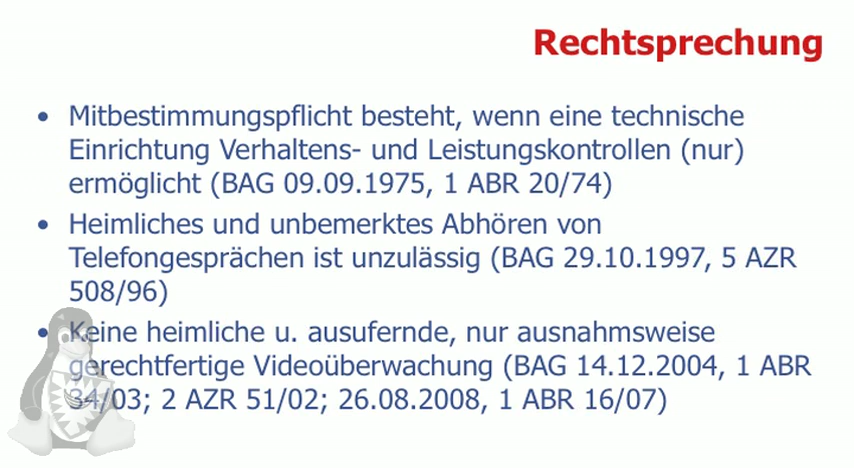 Rechtsprechung
• Mitbestimmungspflicht besteht, wenn eine technische
Einrichtung Verhaltens- und Leistungskontrollen (nur)
ermöglicht (BAG 09.09.1975, 1 ABR 20/74)
• Heimliches und unbemerktes Abhören von
Telefongesprächen ist unzulässig (BAG 29.10.1997, 5 AZR
508/96)
• Keine heimliche u. ausufernde, nur ausnahmsweise
gerechtfertige Videoüberwachung (BAG 14.12.2004, 1 ABR
34/03; 2 AZR 51/02; 26.08.2008, 1 ABR 16/07)